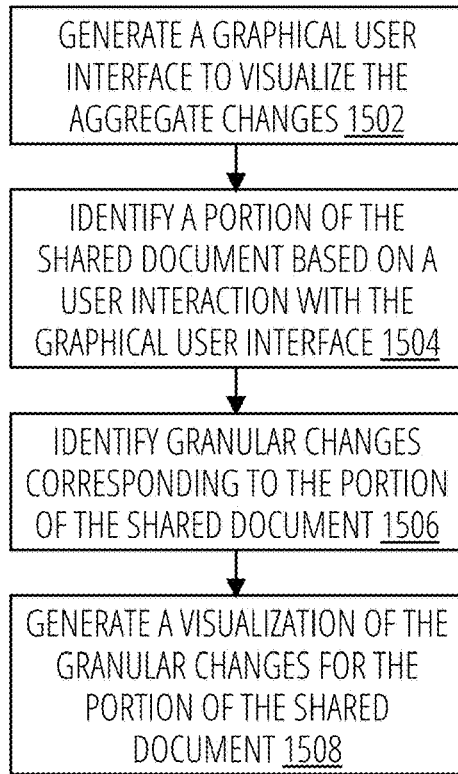 GENERATE A GRAPHICAL USER
INTERFACE TO VISUALIZE THE
AGGREGATE CHANGES 1502
IDENTIFY A PORTION OF THE
SHARED DOCUMENT BASED ON A
USER INTERACTION WITH THE
GRAPHICAL USER INTERFACE 1504
IDENTIFY GRANULAR CHANGES
CORRESPONDING TO THE PORTION
OF THE SHARED DOCUMENT 1506
GENERATE A VISUALIZATION OF THE
GRANULAR CHANGES FOR THE
PORTION OF THE SHARED
DOCUMENT 1508